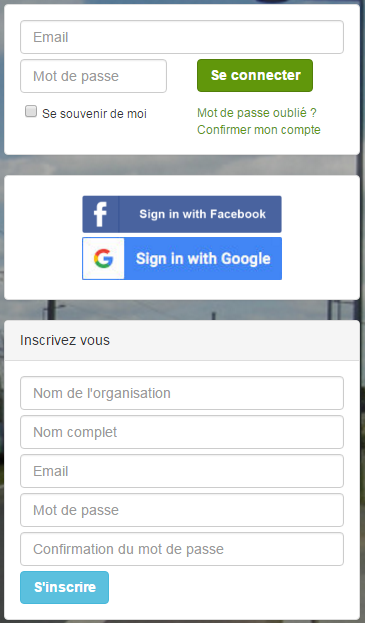 Email
Mot de passe
Se connecter
Se souvenir de moi
Mot de passe oublié ?
Confirmer mon compte
Sign in with Facebook
Sign in with Google
Inscrivez vous
Nom de l'organisation
Nom complet
Email
Mot de passe
Confirmation du mot de passe
S'inscrire